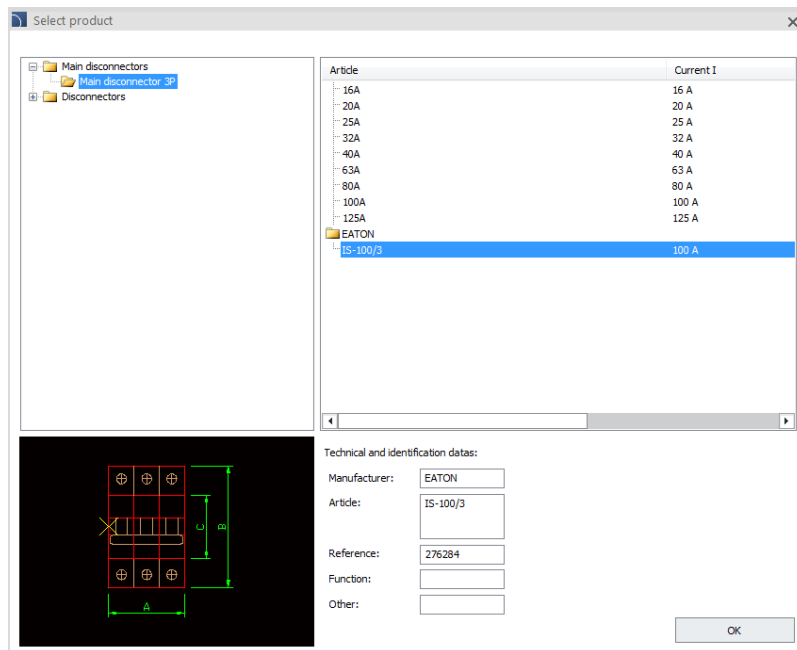 Select product
Main disconnectors
Main disconnector 3P
Disconnectors
Article Current I
16A 16 A
20A 20 A
25A 25 A
32A 32 A
40A 40 A
63A 63 A
80A 80 A
100A 100 A
125A 125 A
EATON
IS-100/3 100 A
C
B
A
Technical and identification datas:
Manufacturer: EATON
Article: IS-100/3
Reference: 276284
Function:
Other:
OK